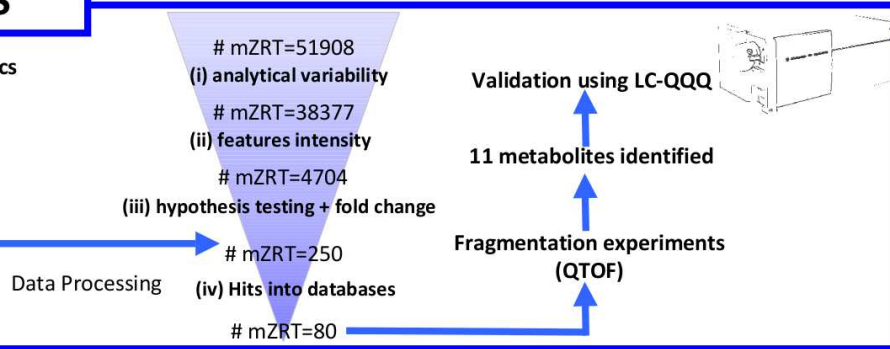 S
cs
# mZRT=51908
(i) analytical variability
# mZRT=38377
(ii) features intensity
# mZRT=4704
(iii) hypothesis testing + fold change
# mZRT=250
Data Processing
(iv) Hits into databases
# mZRT=80
Validation using LC-QQQ
11 metabolites identified
Fragmentation experiments
(QTOF)